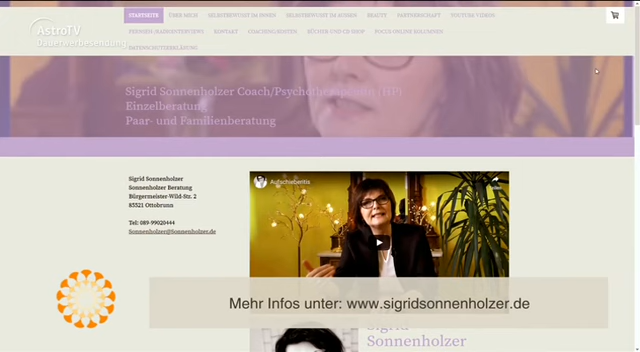 STARTSEITE ÜBER MICH SELBSTBEWUSST IM INNEN SELBSTBEWUSST IM AUSSEN BEAUTY PARTNERSCHAFT YOUTUBE VIDEOS
KONTAKT BÜCHER UND CD SHOP FOCUS ONLINE KOLUMNEN
DATENSCHUTZERKLÄRUNG
AstroTV
Dauerwerbesendung
Sigrid Sonnenholzer Coach/Psychotherapeutin (HP)
Einzelberatung
Paar- und Familienberatung
Sigrid Sonnenholzer
Sonnenholzer Beratung
Bürgermeister-Wild-Str. 2
85521 Ottobrunn
Tel: 089-99020444
Sonnenholzer@Sonnenholzer.de
Aufschieberitis
Mehr Infos unter: www.sigridsonnenholzer.de
Sigrid
Sonnenholzer